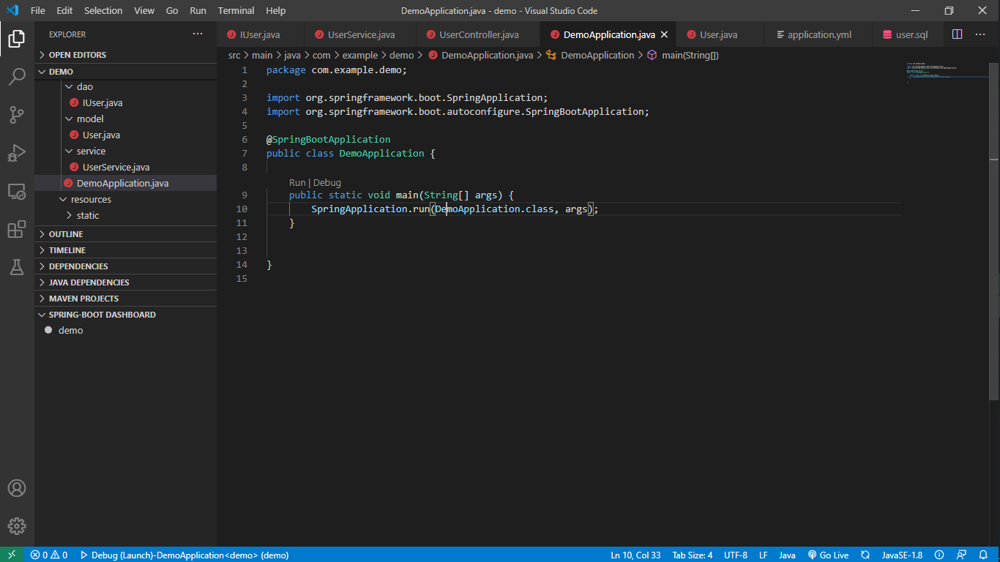 File Edit Selection View Go Run Terminal Help DemoApplication.java - demo - Visual Studio Code
EXPLORER
OPEN EDITORS
DEMO
dao
IUser.java
model
User.java
service
UserService.java
DemoApplication.java
resources
static
OUTLINE
TIMELINE
DEPENDENCIES
JAVA DEPENDENCIES
MAVEN PROJECTS
SPRING-BOOT DASHBOARD
demo
IUser.java UserService.java UserController.java DemoApplication.java User.java application.yml user.sql
src > main > java > com > example > demo > DemoApplication.java > DemoApplication > main(String[])
1 package com.example.demo;
2
3 import org.springframework.boot.SpringApplication;
4 import org.springframework.boot.autoconfigure.SpringBootApplication;
5
6 @SpringBootApplication
7 public class DemoApplication {
8
Run | Debug
9 public static void main(String[] args) {
10 SpringApplication.run(DemoApplication.class, args);
11 }
12
13
14 }
15
0 0 Debug (Launch)-DemoApplication<demo> (demo) Ln 10, Col 33 Tab Size: 4 UTF-8 LF Java Go Live JavaSE-1.8